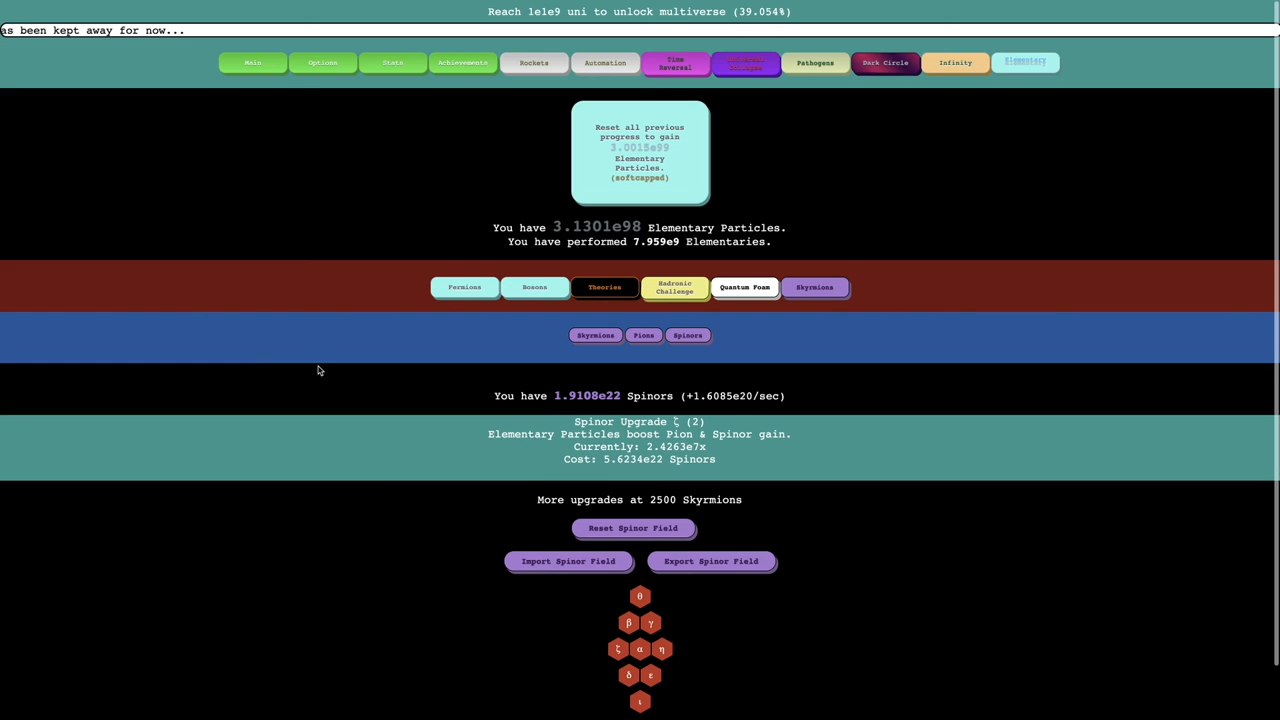 Reach 1e1e9 uni to unlock multiverse (39.054%)
as been kept away for now...
Main
Options
Stats
Achievements
Rockets
Automation
Time
Reversal
Universal
Collapse
Pathogens
Dark Circle
Infinity
Elementary
Reset all previous
progress to gain
3.0015e99
Elementary
Particles.
(softcapped)
You have 3.1301e98 Elementary Particles.
You have performed 7.959e9 Elementaries.
Fermions
Bosons
Theories
Hadronic
Challenge
Quantum Foam
Skyrmions
Skyrmions
Pions
Spinors
You have 1.9108e22 Spinors (+1.6085e20/sec)
Spinor Upgrade ζ (2)
Elementary Particles boost Pion & Spinor gain.
Currently: 2.4263e7x
Cost: 5.6234e22 Spinors
More upgrades at 2500 Skyrmions
Reset Spinor Field
Import Spinor Field
Export Spinor Field
θ
β γ
ζ α η
δ ε
ι